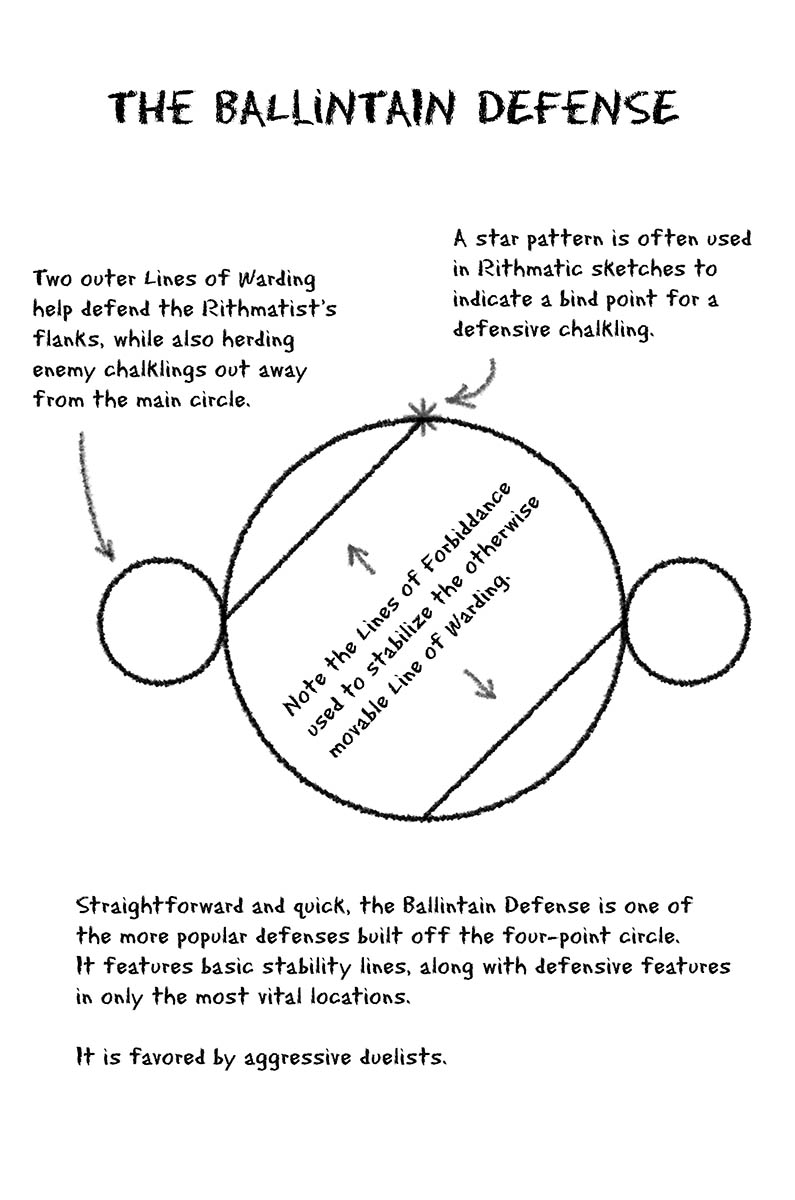 THE BALLINTAIN DEFENSE
Two outer Lines of Warding
help defend the Rithmatist's
flanks, while also herding
enemy chalklings out away
from the main circle.
A star pattern is often used
in Rithmatic sketches to
indicate a bind point for a
defensive chalkling.
Note the Lines of Forbiddance
used to stabilize the otherwise
movable Line of Warding.
Straightforward and quick, the Ballintain Defense is one of
the more popular defenses built off the four-point circle.
It features basic stability lines, along with defensive features
in only the most vital locations.
It is favored by aggressive duelists.